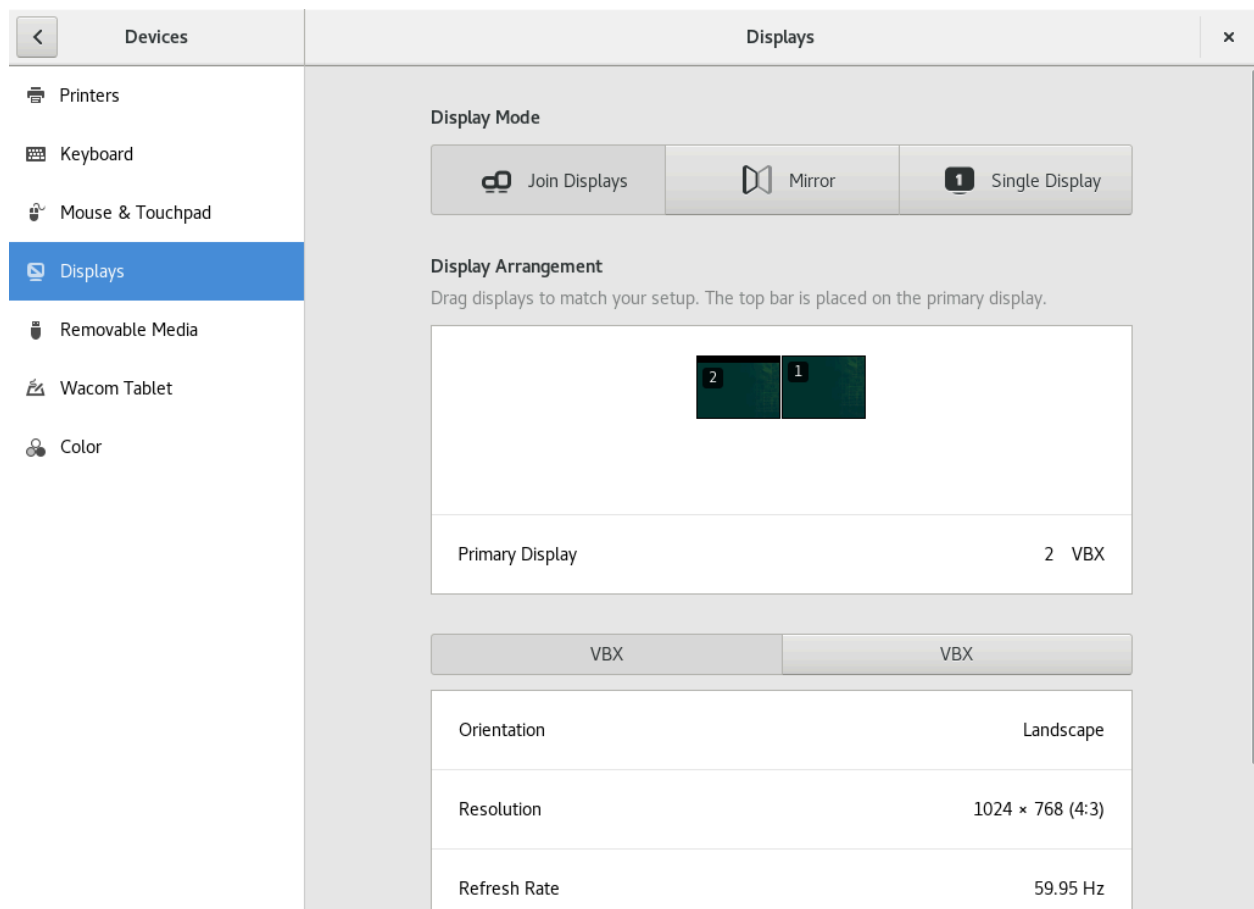 Devices
Displays
Printers
Keyboard
Mouse & Touchpad
Displays
Removable Media
Wacom Tablet
Color
Display Mode
Join Displays
Mirror
1 Single Display
Display Arrangement
Drag displays to match your setup. The top bar is placed on the primary display.
2 1
Primary Display 2 VBX
VBX VBX
Orientation Landscape
Resolution 1024 × 768 (4:3)
Refresh Rate 59.95 Hz